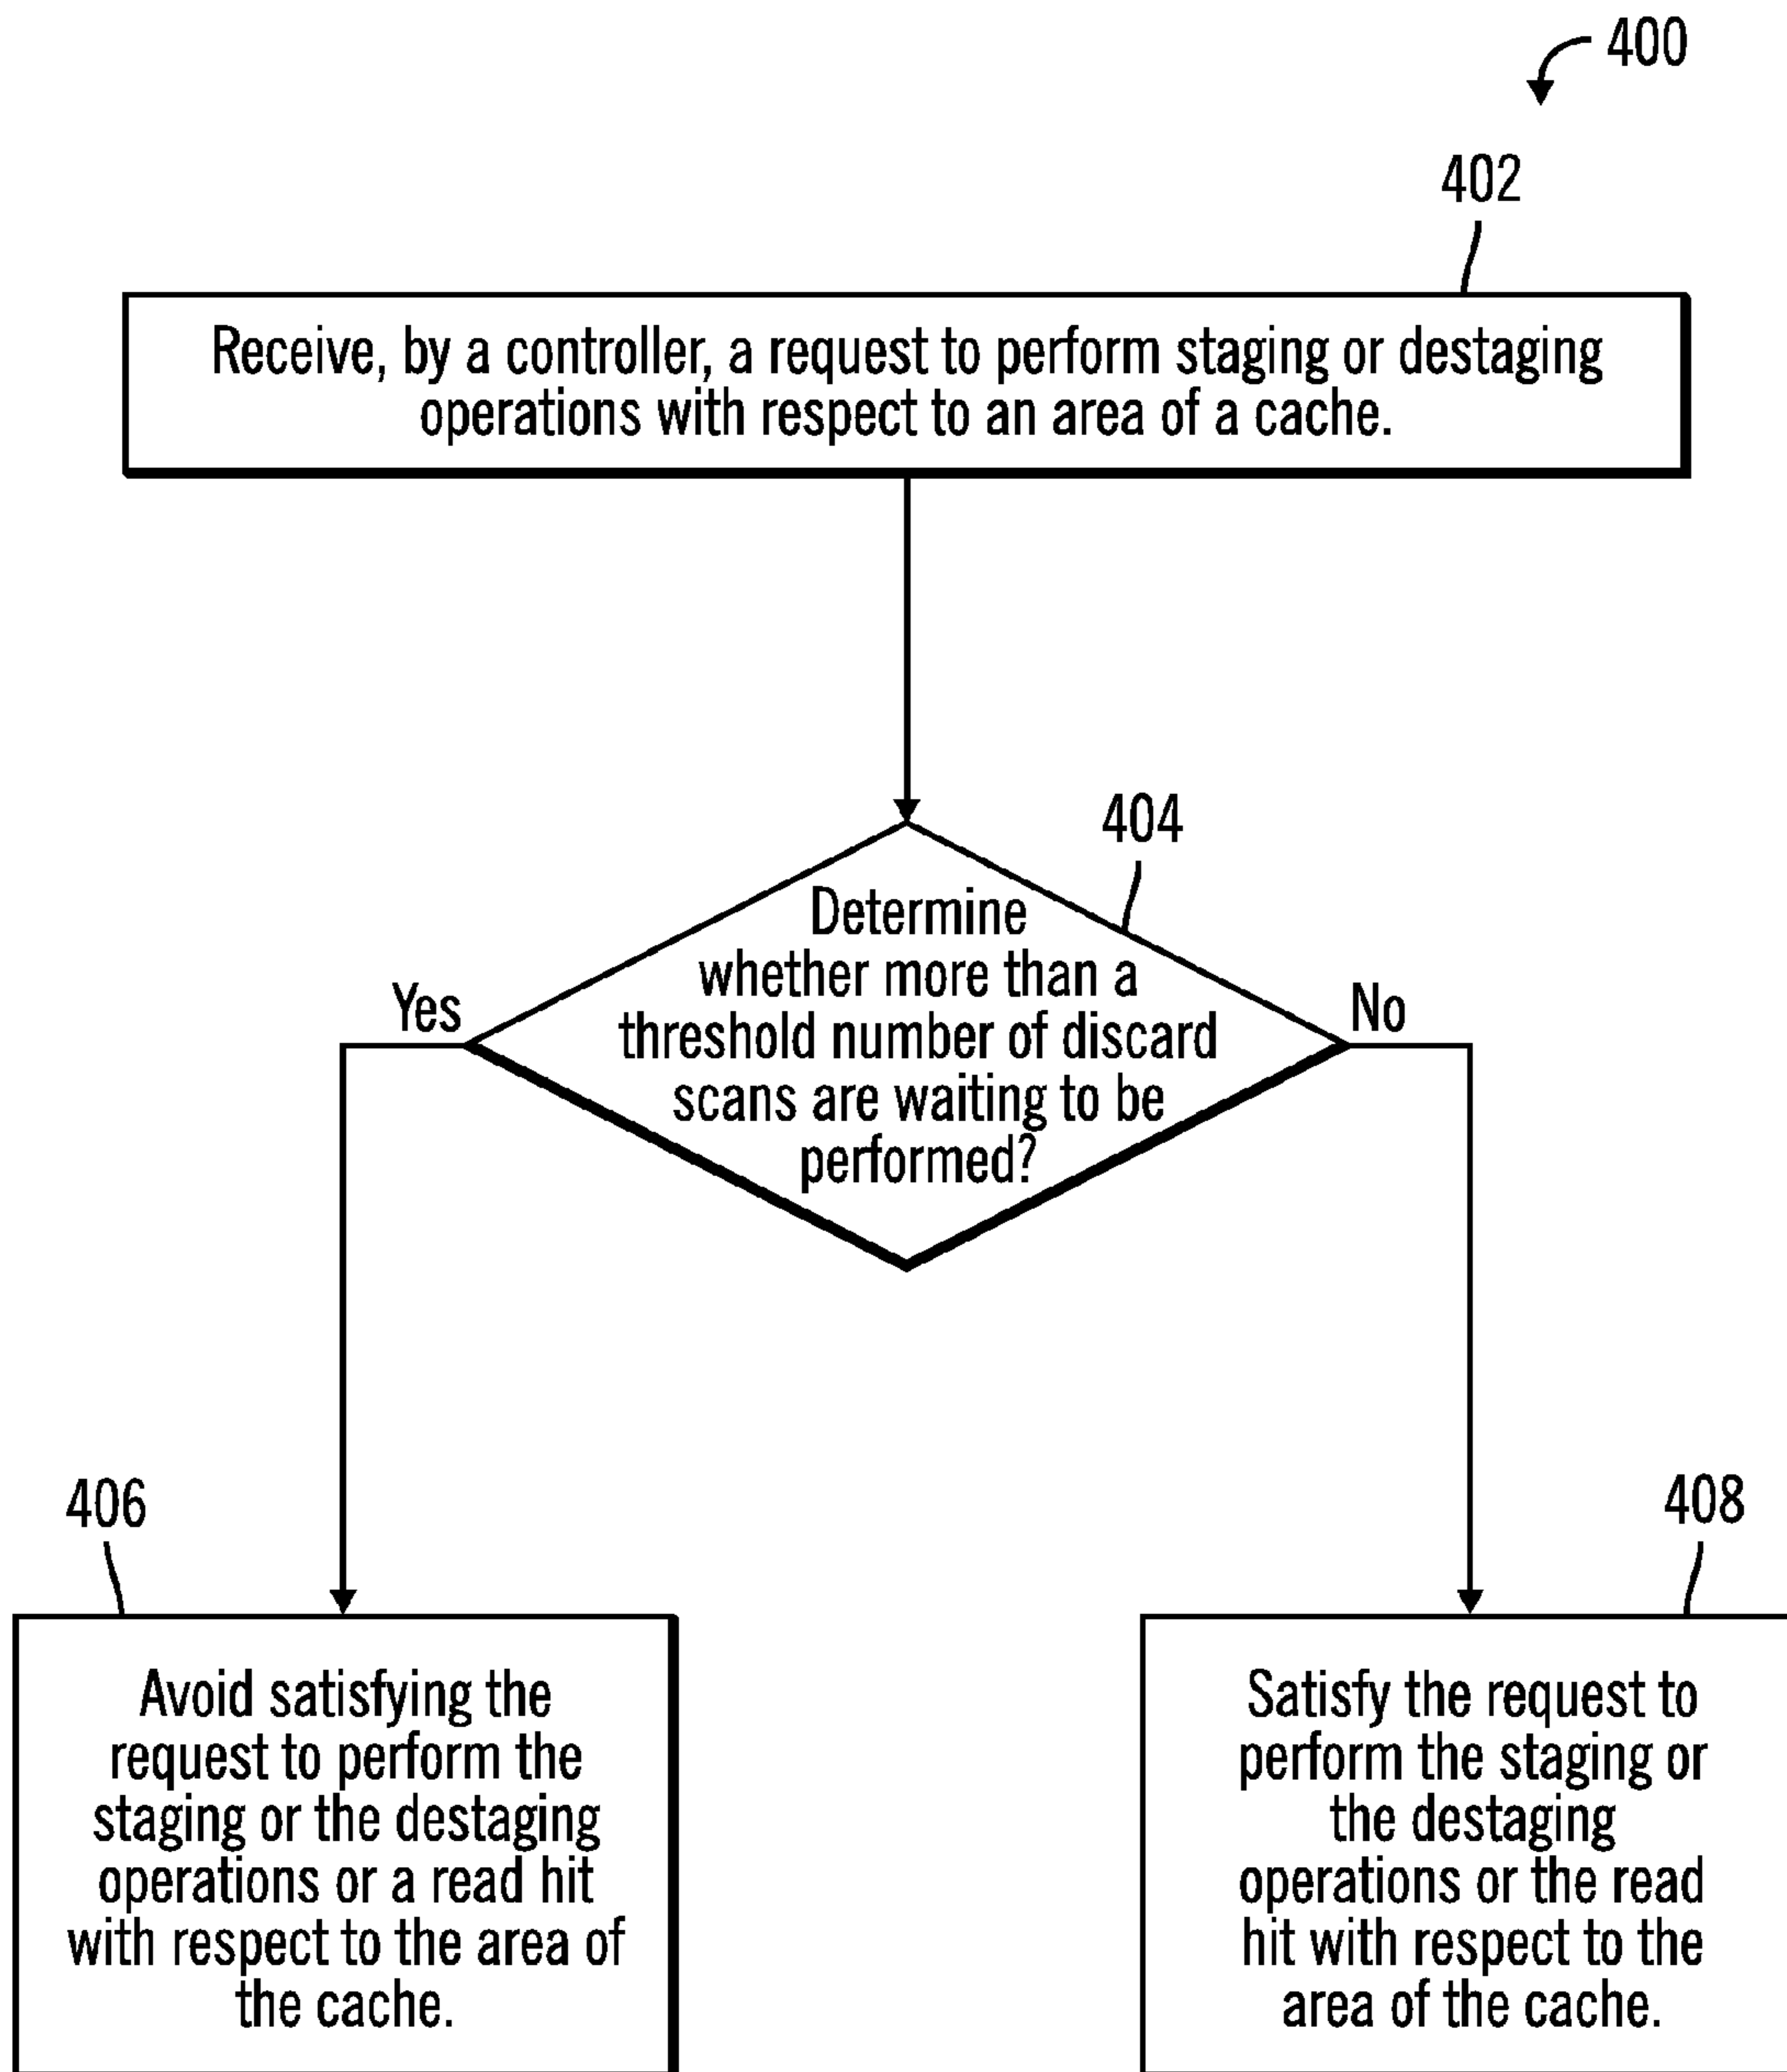 400
402
Receive, by a controller, a request to perform staging or destaging
operations with respect to an area of a cache.
404
Determine
whether more than a
threshold number of discard
scans are waiting to be
performed?
Yes
No
406
Avoid satisfying the
request to perform the
staging or the destaging
operations or a read hit
with respect to the area of
the cache.
408
Satisfy the request to
perform the staging or
the destaging
operations or the read
hit with respect to the
area of the cache.